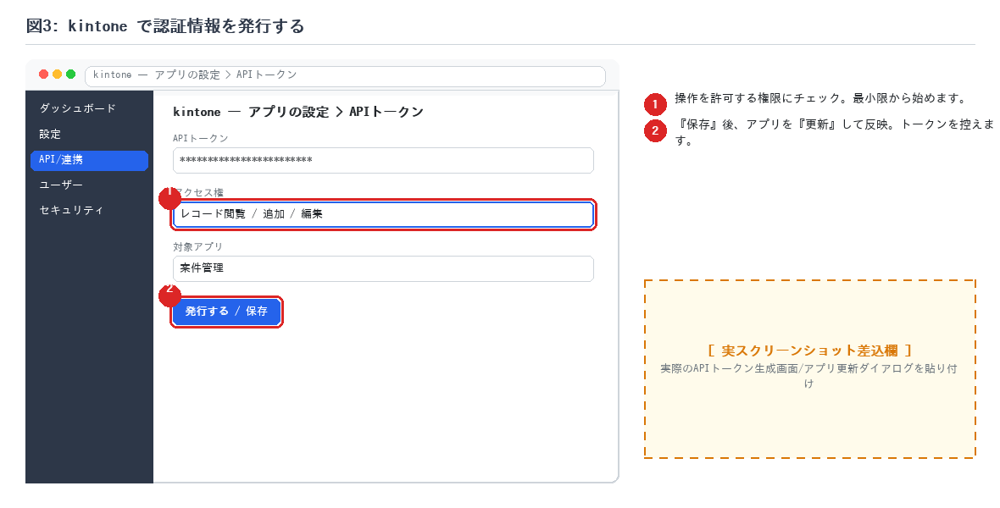 図3: kintone で認証情報を発行する
kintone — アプリの設定 > APIトークン
ダッシュボード
設定
API/連携
ユーザー
セキュリティ
kintone — アプリの設定 > APIトークン
APIトークン
************************
1
アクセス権
レコード閲覧 / 追加 / 編集
対象アプリ
案件管理
2
発行する / 保存
1
操作を許可する権限にチェック。最小限から始めます。
2
『保存』後、アプリを『更新』して反映。トークンを控えま
す。
[ 実スクリーンショット差込欄 ]
実際のAPIトークン生成画面/アプリ更新ダイアログを貼り付
け